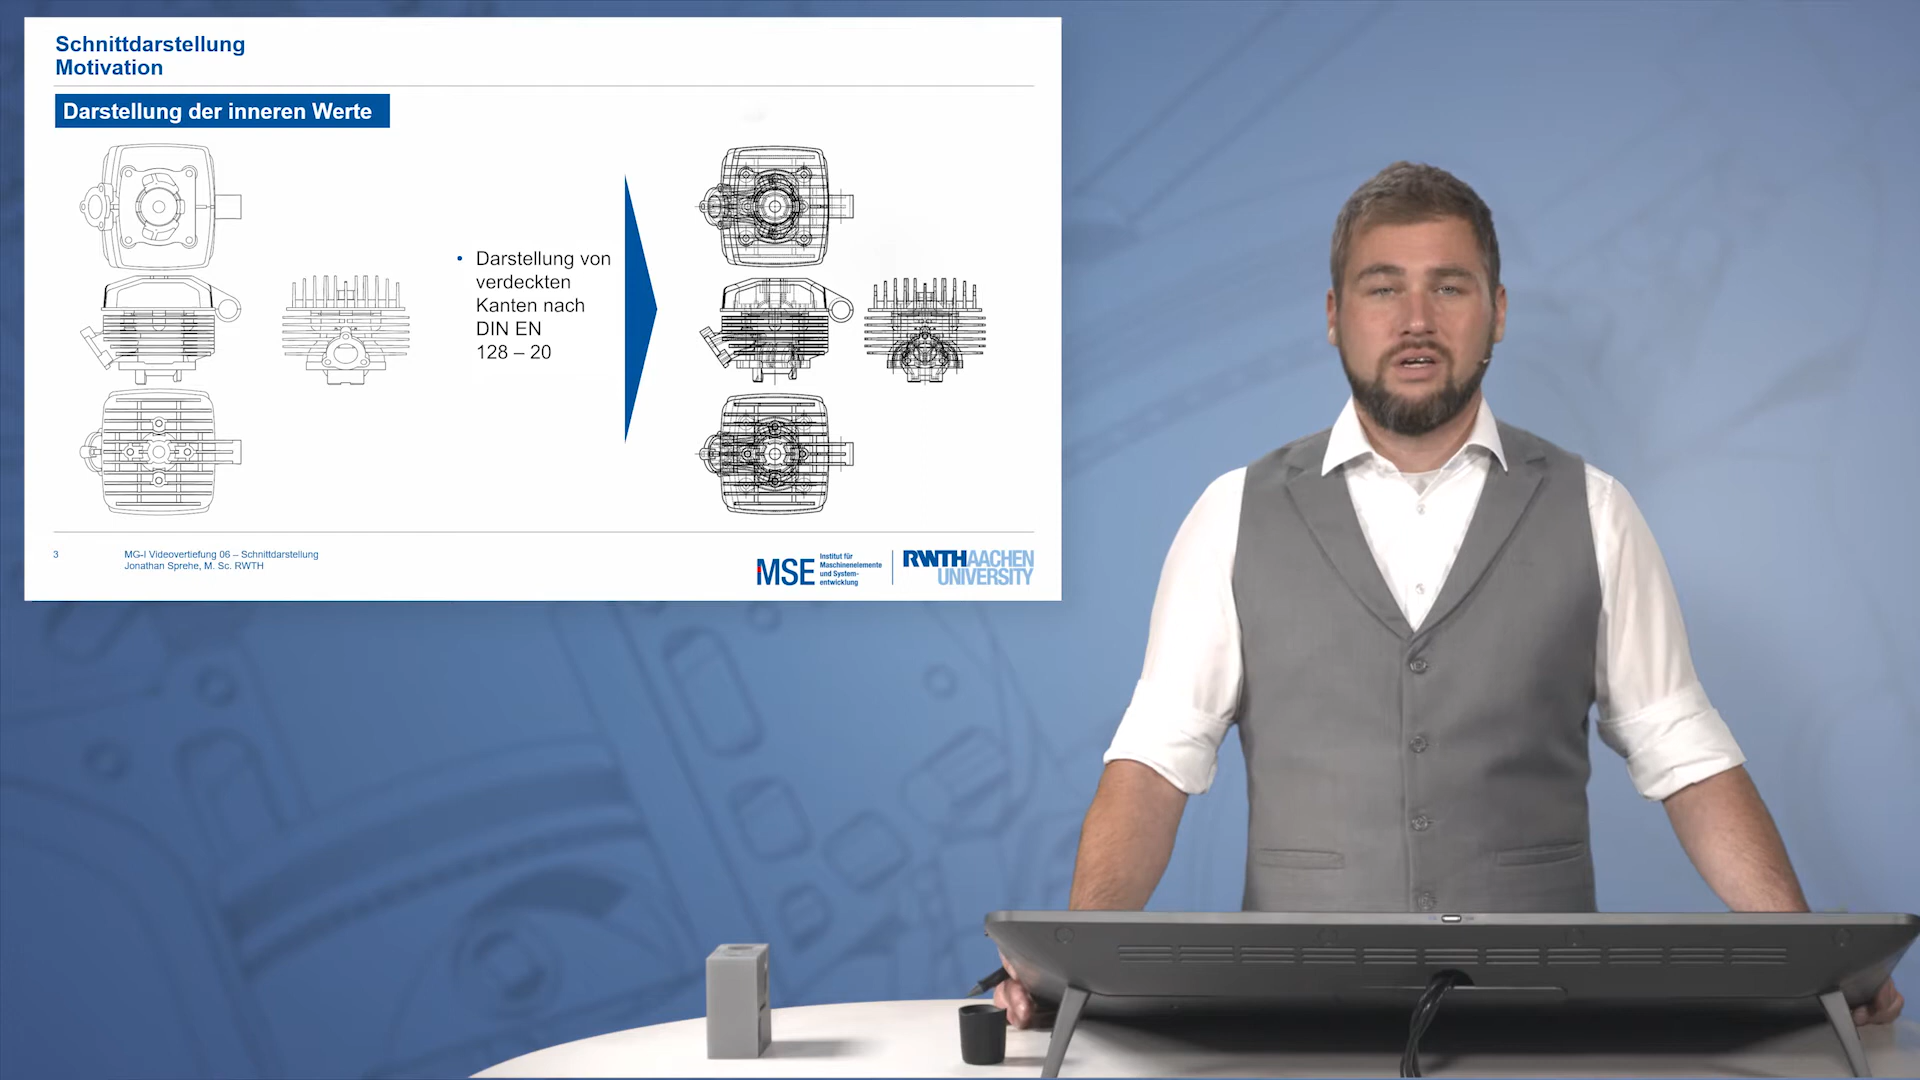 Schnittdarstellung
Motivation
Darstellung der inneren Werte
• Darstellung von
verdeckten
Kanten nach
DIN EN
128 – 20
3
MG-I Videovertiefung 06 – Schnittdarstellung
Jonathan Sprehe, M. Sc. RWTH
MSE
Institut für
Maschinenelemente
und System-
entwicklung
RWTHAACHEN
UNIVERSITY